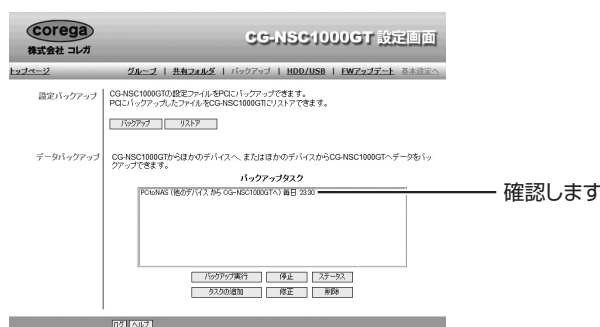 corega
株式会社 コレガ
CG-NSC1000GT 設定画面
トップページ
グループ | 共有フォルダ | バックアップ | HDD/USB | FWアップデート 基本設定へ
設定バックアップ
CG-NSC1000GTの設定ファイルをPCにバックアップできます。
PCにバックアップしたファイルをCG-NSC1000GTにリストアできます。
バックアップ リストア
データバックアップ
CG-NSC1000GTからほかのデバイスへ、またはほかのデバイスからCG-NSC1000GTへデータをバッ
クアップできます。
バックアップタスク
PCtoNAS (他のデバイス から CG-NSC1000GTへ) 毎日 23:30
確認します
バックアップ実行 停止 ステータス
タスクの追加 修正 削除
ログ ヘルプ